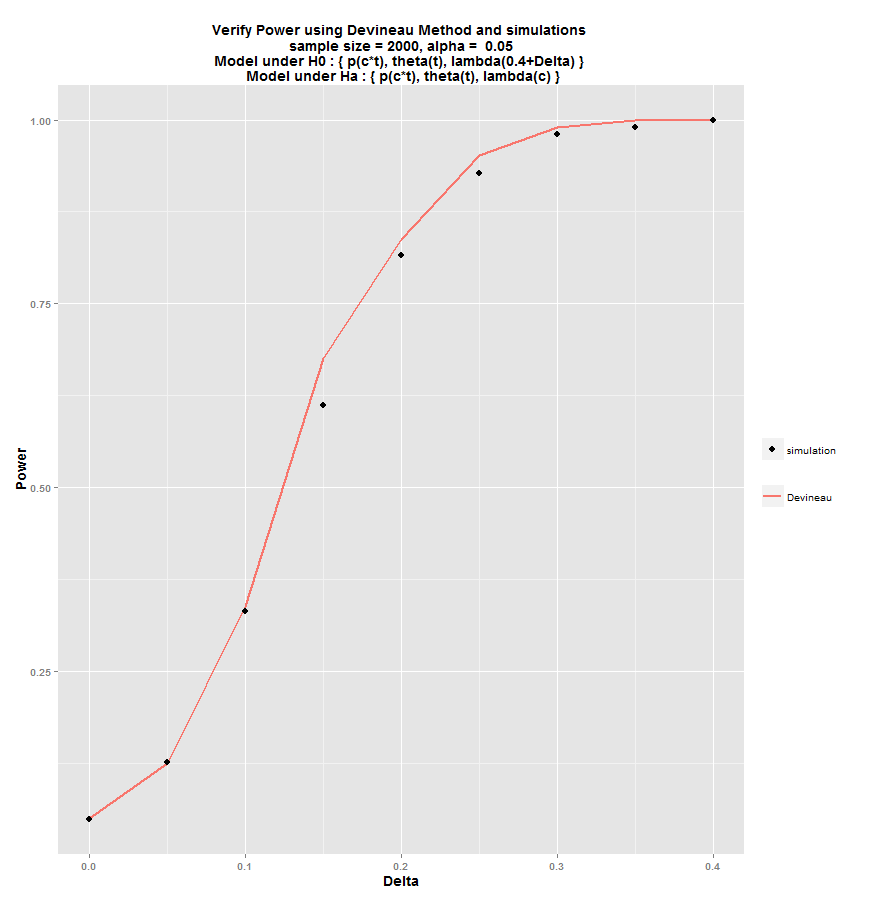 Verify Power using Devineau Method and simulations
sample size = 2000, alpha =  0.05
Model under H0 : { p(c*t), theta(t), lambda(0.4+Delta) }
Model under Ha : { p(c*t), theta(t), lambda(c) }
1.00
0.75
0.50
0.25
Power
0.0
0.1
0.2
0.3
0.4
Delta
simulation
Devineau